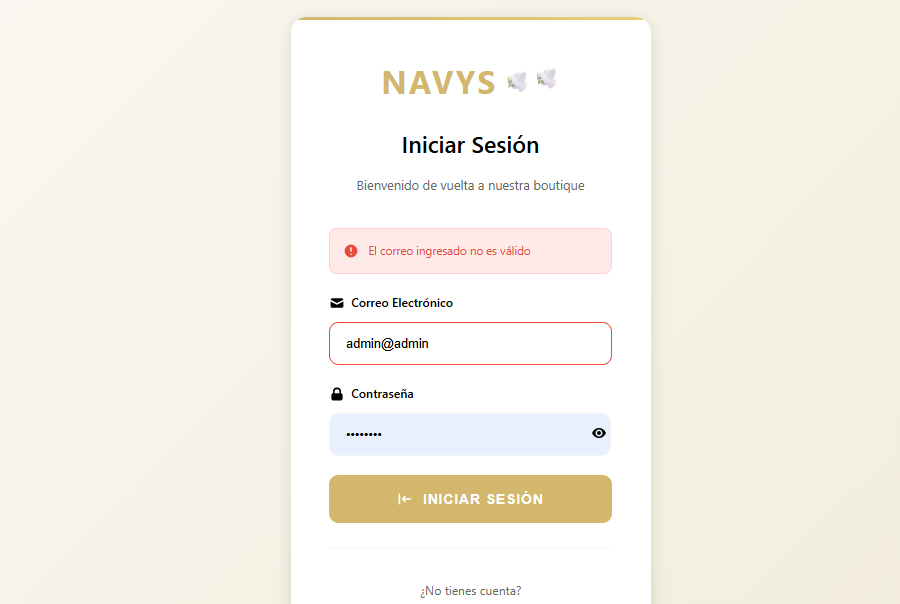 NAVYS
Iniciar Sesión
Bienvenido de vuelta a nuestra boutique
El correo ingresado no es válido
Correo Electrónico
admin@admin
Contraseña
••••••••
INICIAR SESIÓN
¿No tienes cuenta?